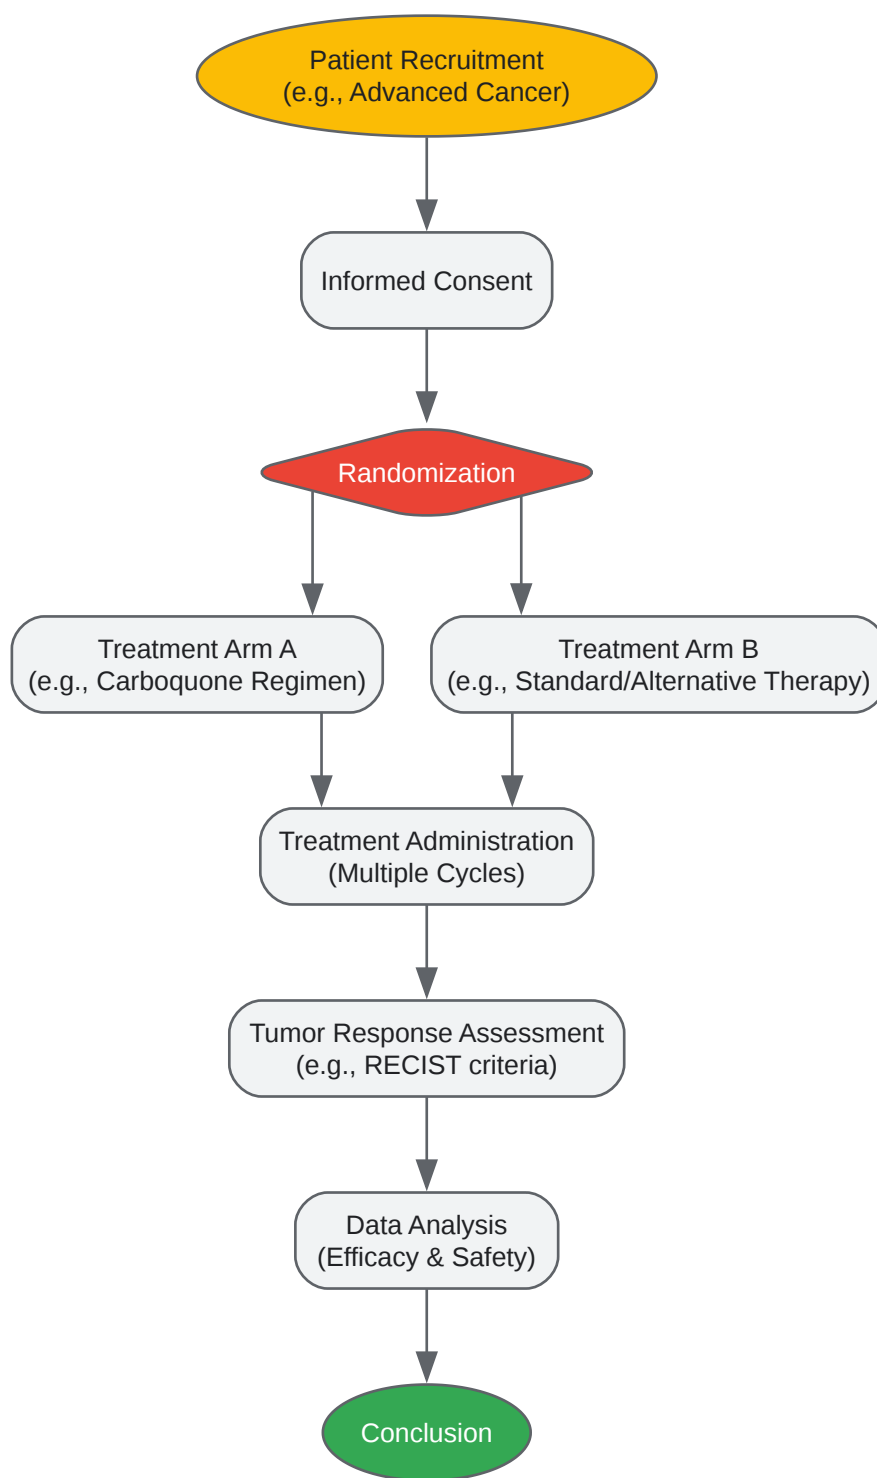 Patient Recruitment
(e.g., Advanced Cancer)
Informed Consent
Randomization
Treatment Arm A
(e.g., Carboquone Regimen)
Treatment Arm B
(e.g., Standard/Alternative Therapy)
Treatment Administration
(Multiple Cycles)
Tumor Response Assessment
(e.g., RECIST criteria)
Data Analysis
(Efficacy & Safety)
Conclusion